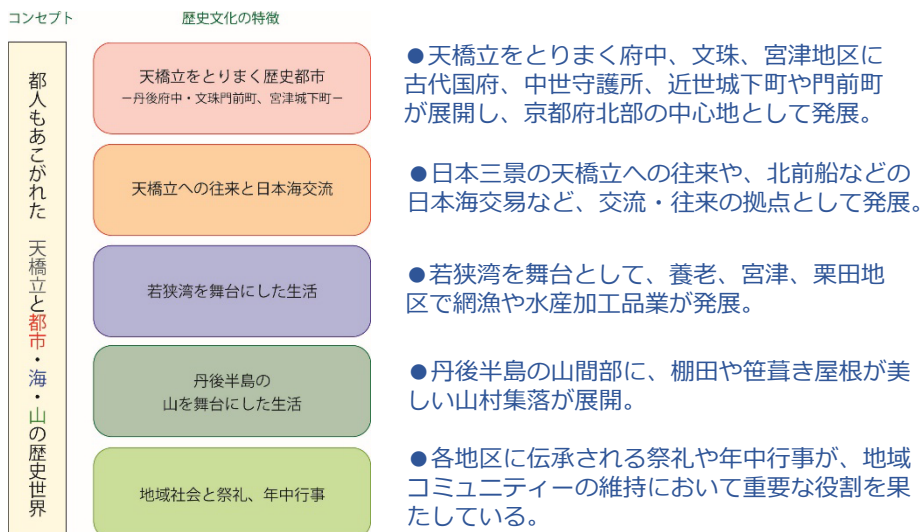 コンセプト
歴史文化の特徴
都人もあこがれた 天橋立と都市・海・山の歴史世界
天橋立をとりまく歴史都市
－丹後府中・文珠門前町、宮津城下町－
●天橋立をとりまく府中、文珠、宮津地区に
古代国府、中世守護所、近世城下町や門前町
が展開し、京都府北部の中心地として発展。
天橋立への往来と日本海交流
●日本三景の天橋立への往来や、北前船などの
日本海交易など、交流・往来の拠点として発展。
若狭湾を舞台にした生活
●若狭湾を舞台として、養老、宮津、栗田地
区で網漁や水産加工品業が発展。
丹後半島の
山を舞台にした生活
●丹後半島の山間部に、棚田や笹葺き屋根が美
しい山村集落が展開。
地域社会と祭礼、年中行事
●各地区に伝承される祭礼や年中行事が、地域
コミュニティーの維持において重要な役割を果
たしている。